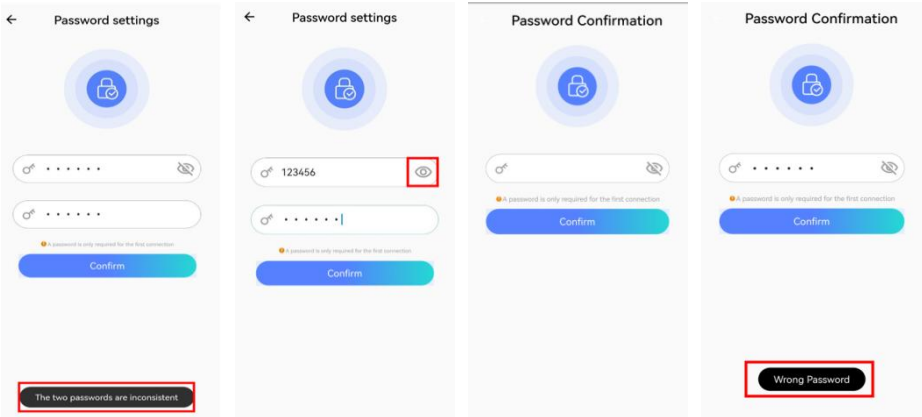 Password settings
A password is only required for the first connection
Confirm
The two passwords are inconsistent
Password settings
123456
A password is only required for the first connection
Confirm
Password Confirmation
A password is only required for the first connection
Confirm
Password Confirmation
A password is only required for the first connection
Confirm
Wrong Password